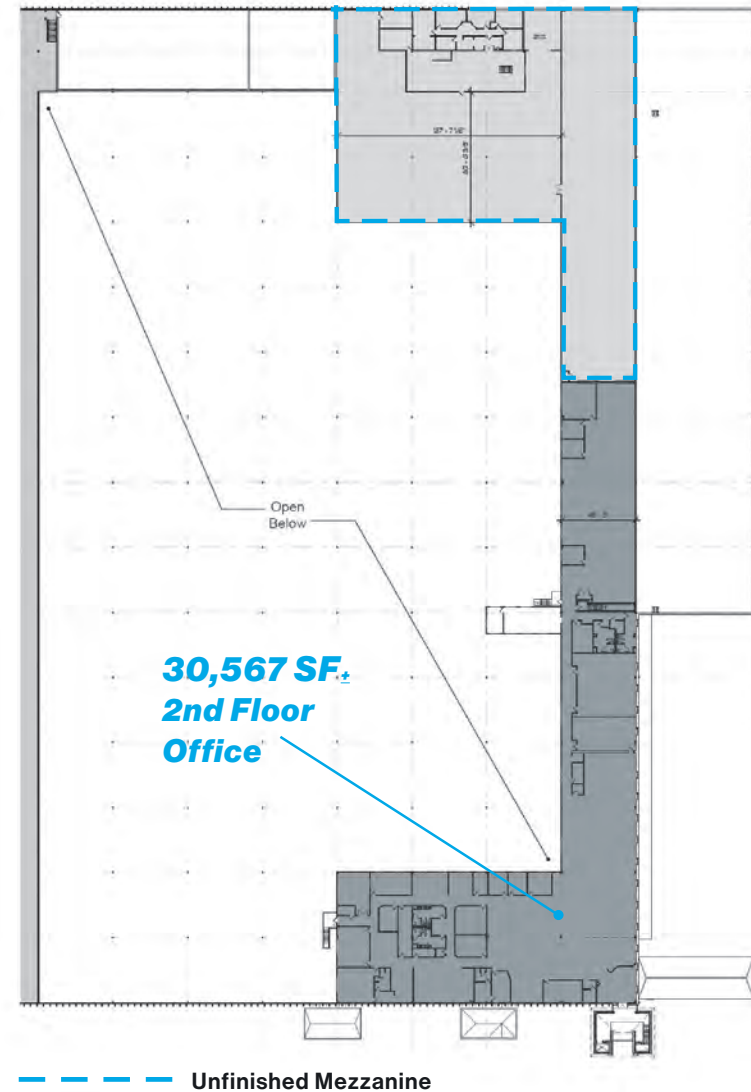 Open
Below
30,567 SF±
2nd Floor
Office
Unfinished Mezzanine